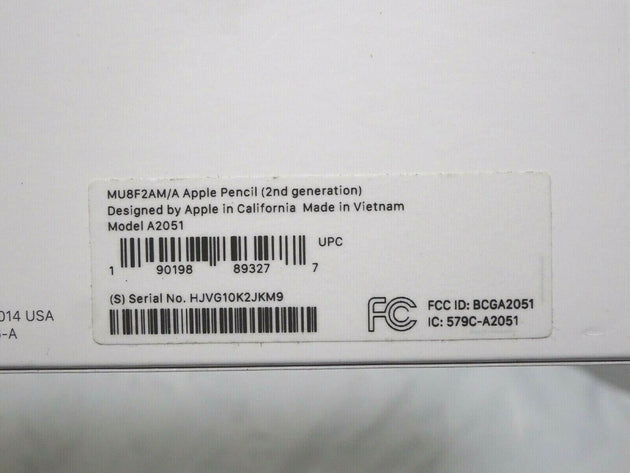 MU8F2AM/A Apple Pencil (2nd generation)
Designed by Apple in California Made in Vietnam
Model A2051
UPC
1 90198 89327 7
(S) Serial No. HJVG10K2JKM9
FC
FCC ID: BCGA2051
IC: 579C-A2051
014 USA
-A